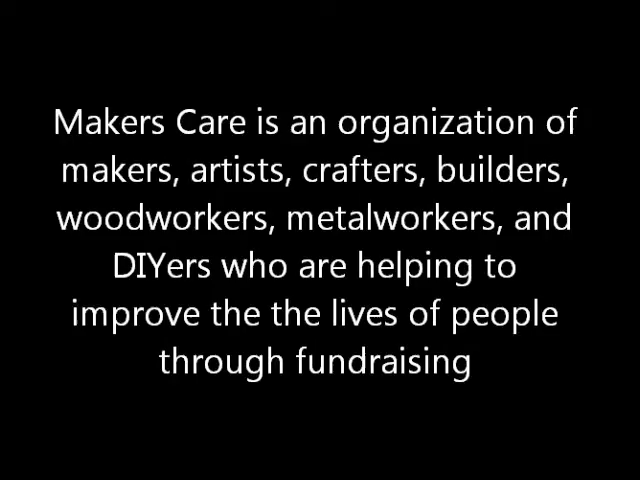 Makers Care is an organization of
makers, artists, crafters, builders,
woodworkers, metalworkers, and
DIYers who are helping to
improve the the lives of people
through fundraising